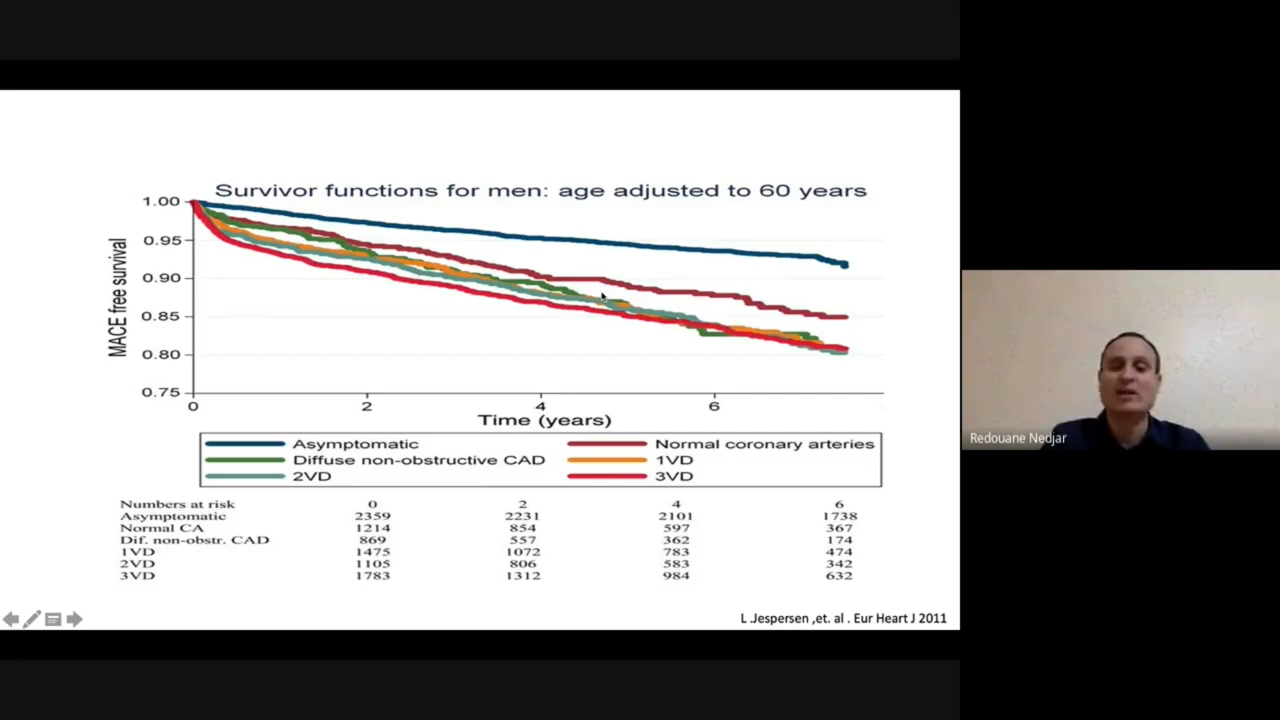 Survivor functions for men: age adjusted to 60 years
MACE free survival
1.00
0.95
0.90
0.85
0.80
0.75
0 2 4 6
Time (years)
Asymptomatic Normal coronary arteries
Diffuse non-obstructive CAD 1VD
2VD 3VD
Numbers at risk 0 2 4 6
Asymptomatic 2359 2231 2101 1738
Normal CA 1214 854 597 367
Dif. non-obstr. CAD 869 557 362 174
1VD 1475 1072 783 474
2VD 1105 806 583 342
3VD 1783 1312 984 632
L .Jespersen ,et. al . Eur Heart J 2011
Redouane Nedjar